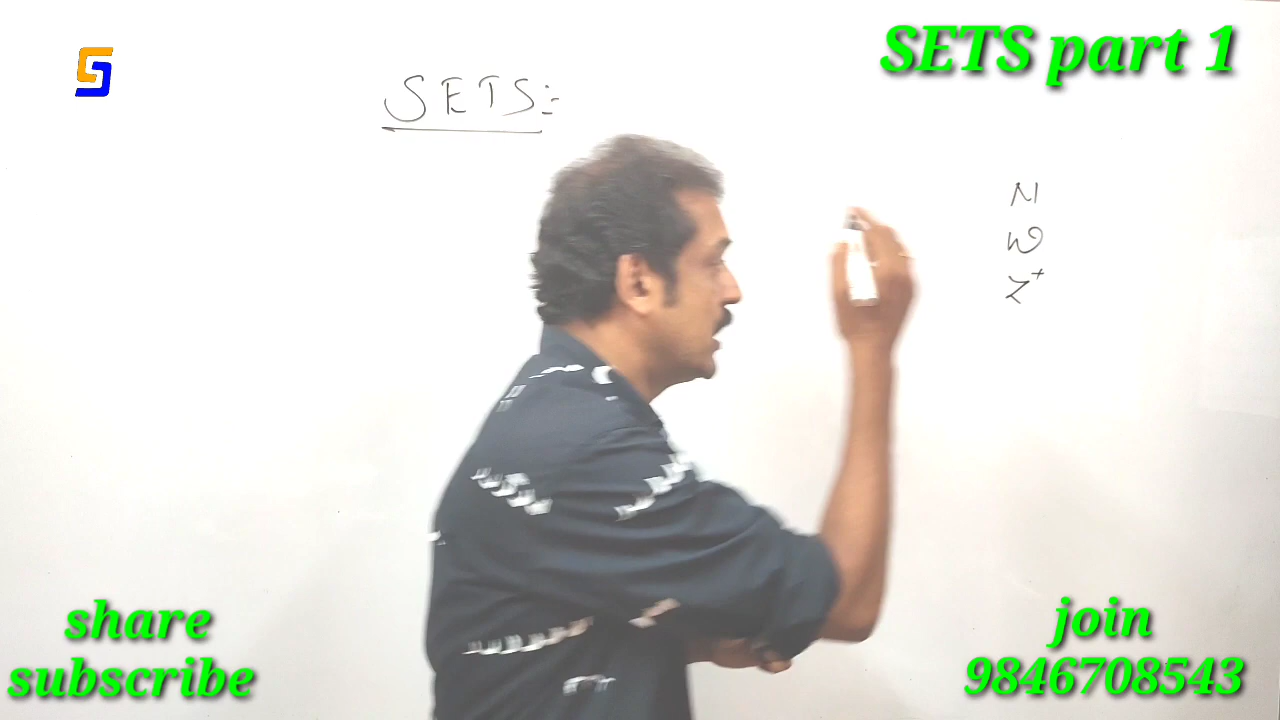 SETS part 1
SETS:-
N
W
Z+
share
subscribe
join
9846708543